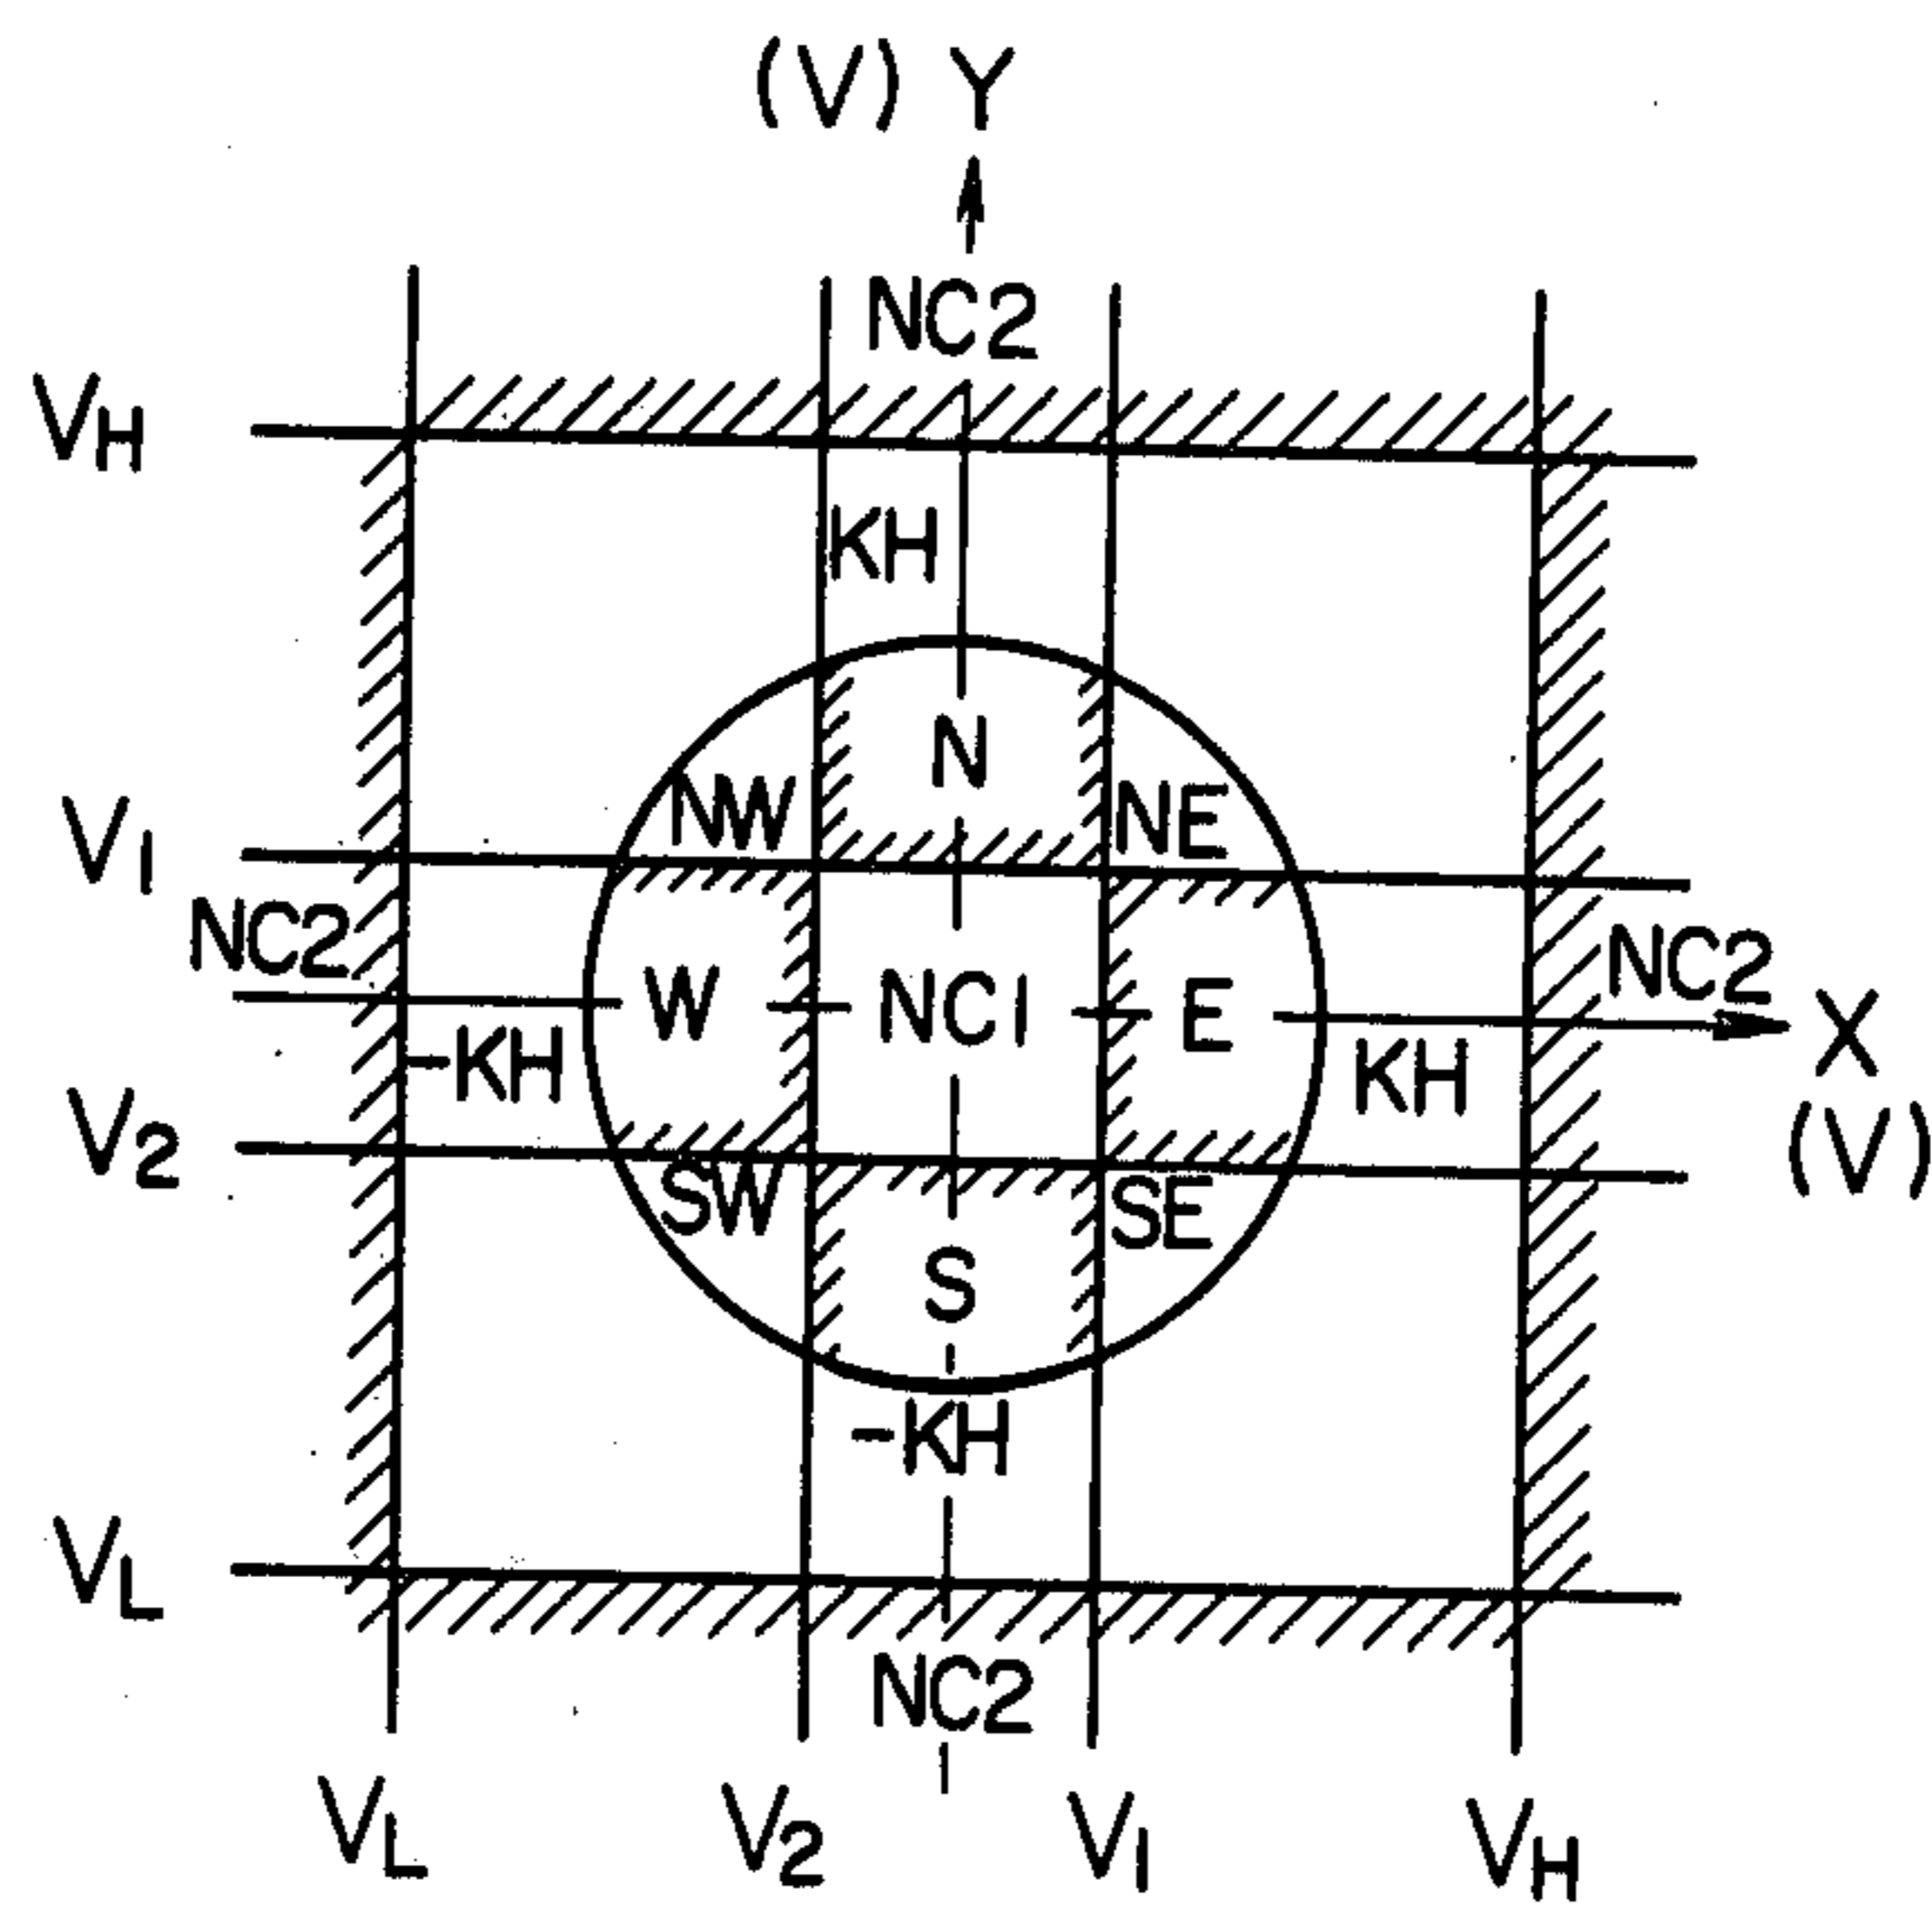 (V) Y
NC2
VH
KH
N
NW NE
V1
NC2 NC2
W NC1 E
X
-KH KH
(V)
V2
SW SE
S
-KH
VL
NC2
VL V2 V1 VH